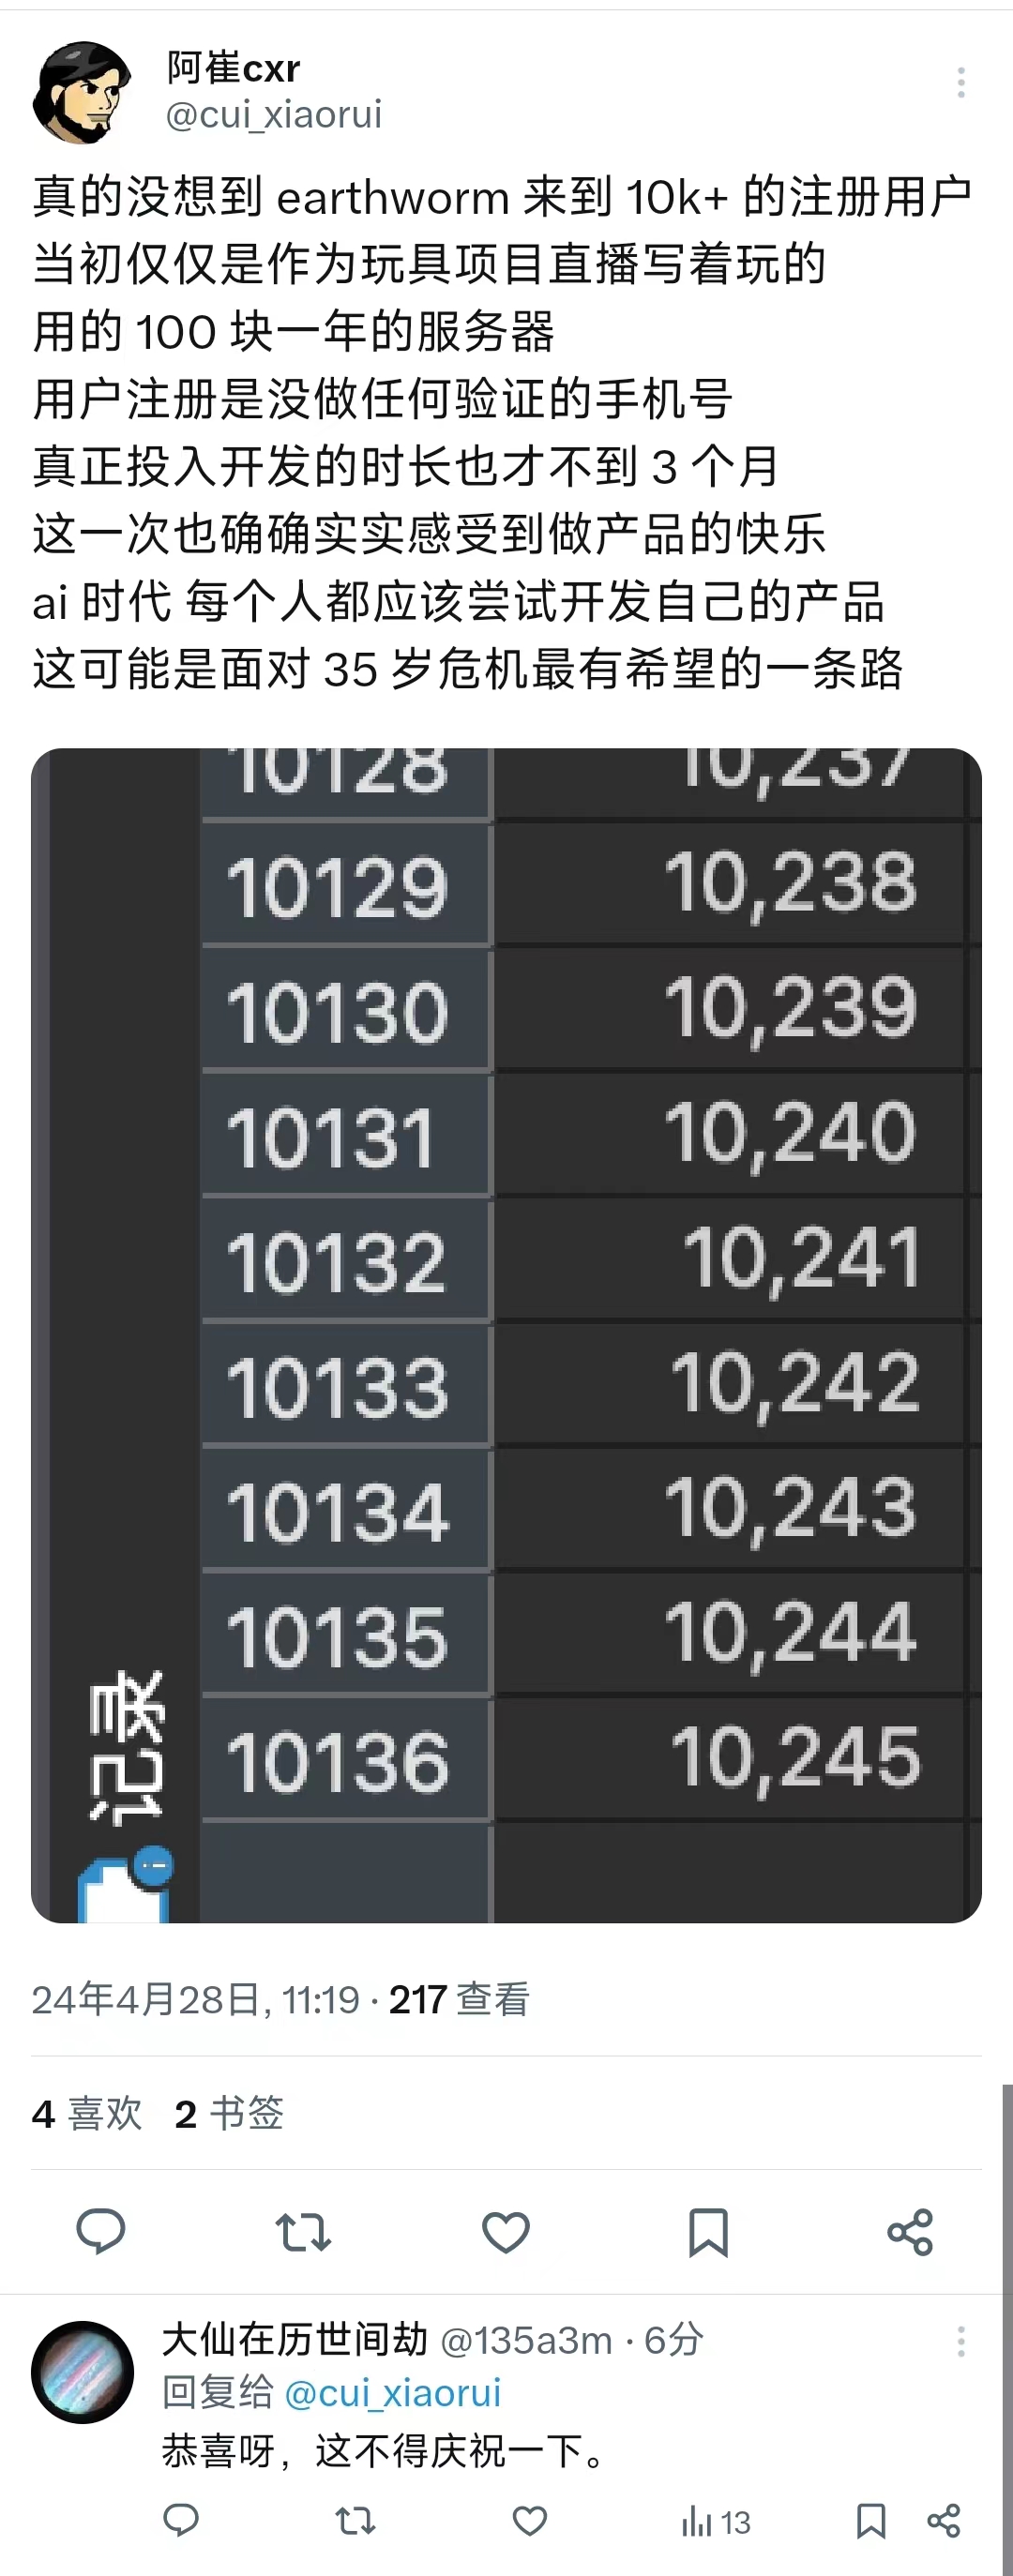 阿崔cxr
@cui_xiaorui
真的没想到 earthworm 来到 10k+ 的注册用户
当初仅仅是作为玩具项目直播写着玩的
用的 100 块一年的服务器
用户注册是没做任何验证的手机号
真正投入开发的时长也才不到 3 个月
这一次也确确实实感受到做产品的快乐
ai 时代 每个人都应该尝试开发自己的产品
这可能是面对 35 岁危机最有希望的一条路
10128 10,237
10129 10,238
10130 10,239
10131 10,240
10132 10,241
10133 10,242
10134 10,243
10135 10,244
10136 10,245
记录
24年4月28日, 11:19 · 217 查看
4 喜欢 2 书签
大仙在历世间劫 @135a3m · 6分
回复给 @cui_xiaorui
恭喜呀，这不得庆祝一下。
13